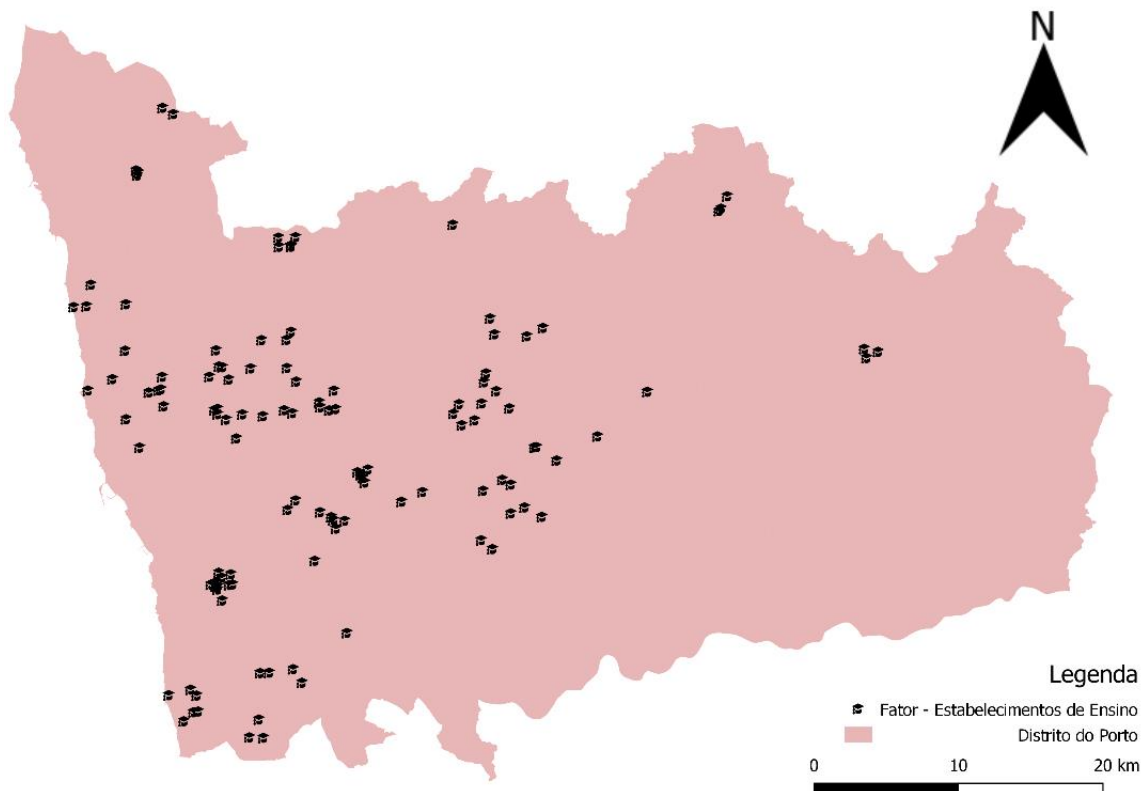 N
Legenda
Fator - Estabelecimentos de Ensino
Distrito do Porto
0 10 20 km